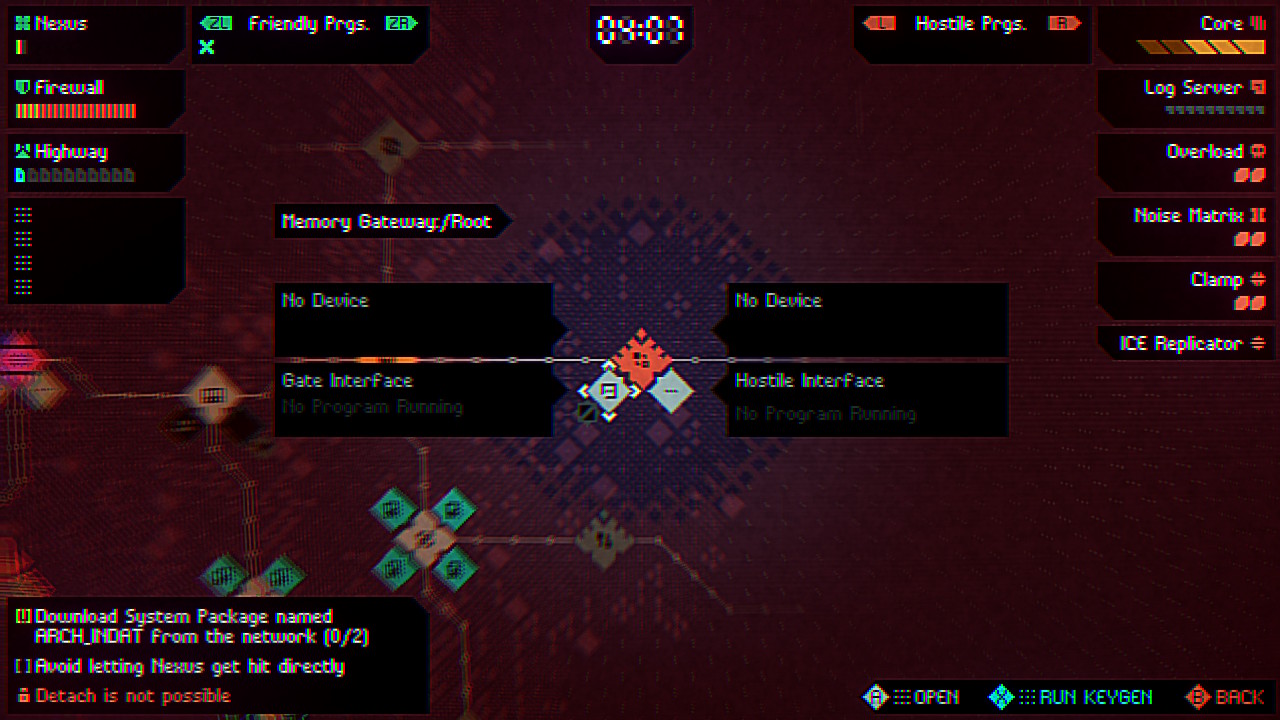 Nexus
ZL Friendly Prgs. ZR
04:03
L Hostile Prgs. R
Core
Firewall
Log Server
Highway
Overload
Memory Gateway:/Root
Noise Matrix
Clamp
No Device
No Device
ICE Replicator
Gate Interface
No Program Running
Hostile Interface
No Program Running
[!] Download System Package named
ARCH_INDAT from the network (0/2)
[ ] Avoid letting Nexus get hit directly
Detach is not possible
A OPEN
X RUN KEYGEN
B BACK